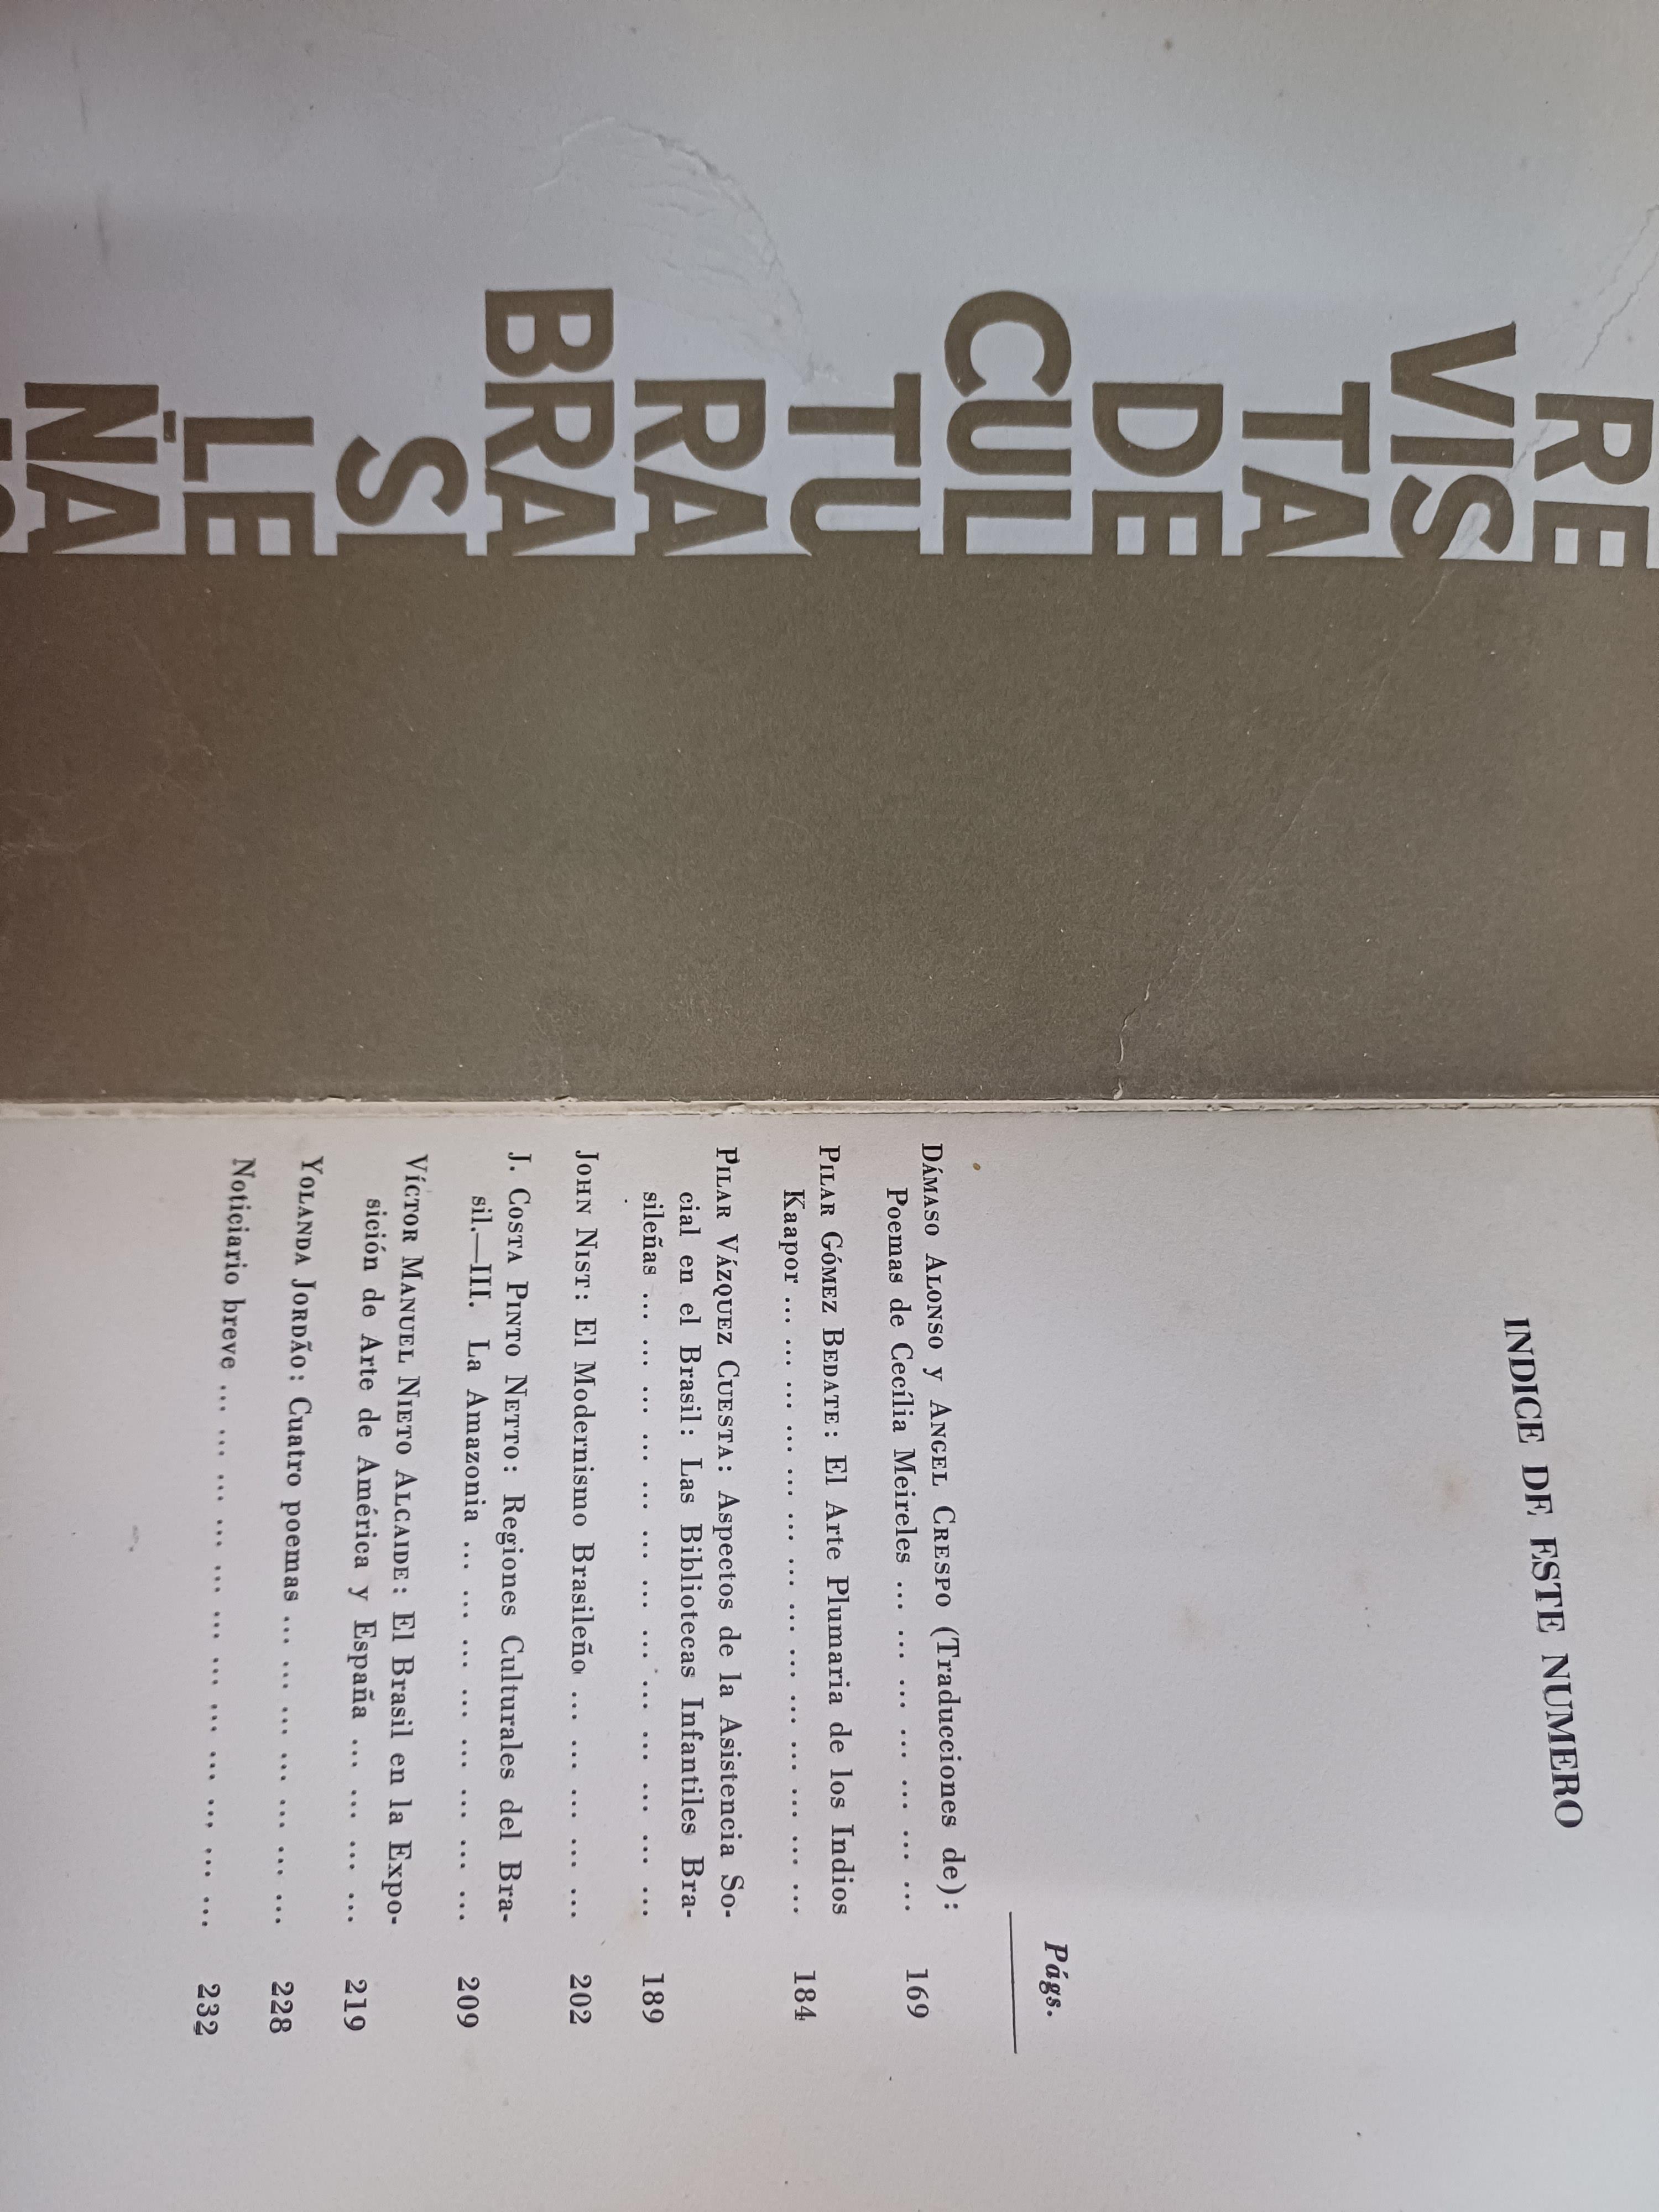 RE
VIS
TA
DE
CUL
TU
RA
BRA
SI
LE
ÑA
INDICE DE ESTE NUMERO
Págs.
DÁMASO ALONSO y ANGEL CRESPO (Traducciones de):
Poemas de Cecília Meireles ... ... ... ... ... ... ... 169
PILAR GÓMEZ BEDATE: El Arte Plumaria de los Indios
Kaapor ... ... ... ... ... ... ... ... ... ... ... ... ... 184
PILAR VÁZQUEZ CUESTA: Aspectos de la Asistencia So-
cial en el Brasil: Las Bibliotecas Infantiles Bra-
sileñas ... ... ... ... ... ... ... ... ... ... ... ... ... 189
JOHN NIST: El Modernismo Brasileño ... ... ... ... ... 202
J. COSTA PINTO NETTO: Regiones Culturales del Bra-
sil.—III. La Amazonia ... ... ... ... ... ... ... ... 209
VÍCTOR MANUEL NIETO ALCAIDE: El Brasil en la Expo-
sición de Arte de América y España ... ... ... ... 219
YOLANDA JORDÃO: Cuatro poemas ... ... ... ... ... ... ... 228
Noticiario breve ... ... ... ... ... ... ... ... ... ... ... ... 232